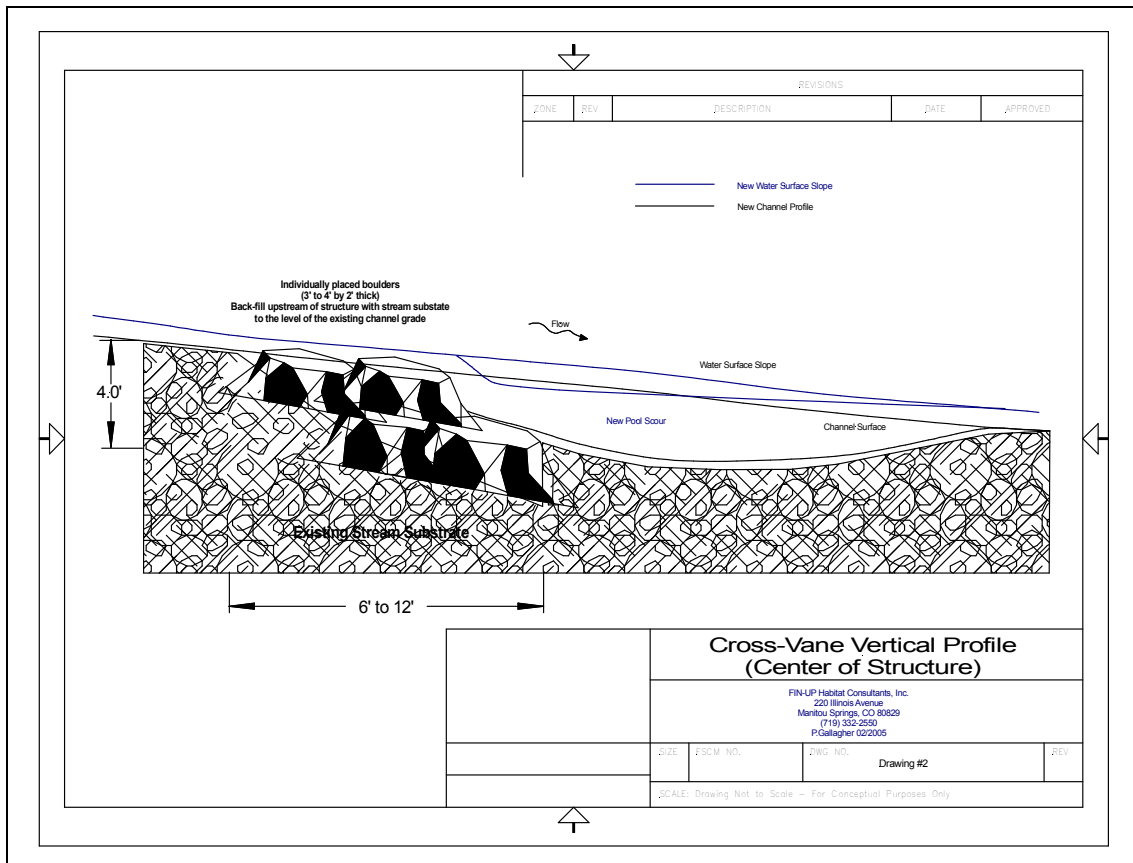 REVISIONS
ZONE REV DESCRIPTION DATE APPROVED
New Water Surface Slope
New Channel Profile
Individually placed boulders
(3' to 4' by 2' thick)
Back-fill upstream of structure with stream substate
to the level of the existing channel grade
Flow
Water Surface Slope
4.0'
New Pool Scour
Channel Surface
Existing Stream Substrate
6' to 12'
Cross-Vane Vertical Profile
(Center of Structure)
FIN-UP Habitat Consultants, Inc.
220 Illinois Avenue
Manitou Springs, CO 80829
(719) 332-2550
P.Gallagher 02/2005
SIZE FSCM NO. DWG NO. REV
Drawing #2
SCALE: Drawing Not to Scale – For Conceptual Purposes Only